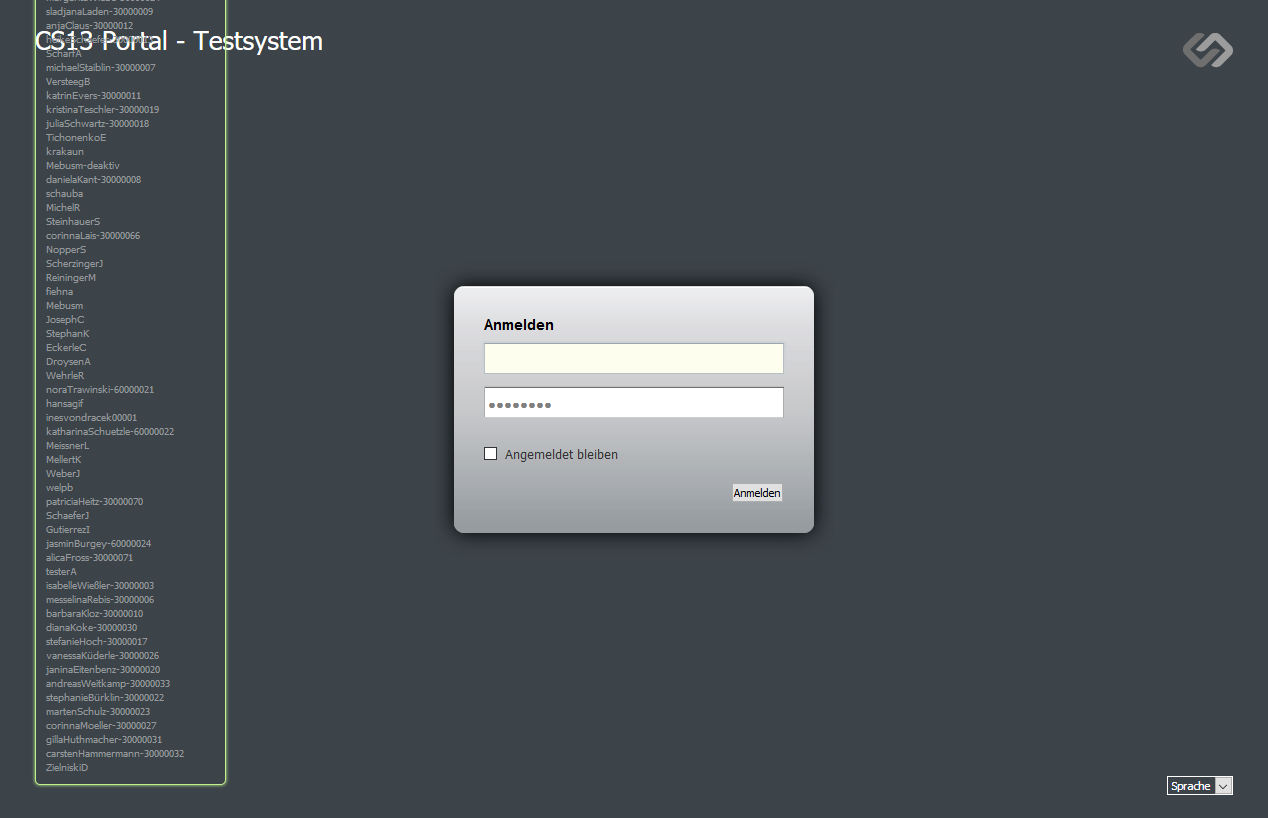 sladjanaLaden-30000009
anjaClaus-30000012
CS13 Portal - Testsystem
ScharfA
michaelStaiblin-30000007
VersteegB
katrinEvers-30000011
kristinaTeschler-30000019
juliaSchwartz-30000018
TichonenkoE
krakaun
Mebusm-deaktiv
danielaKant-30000008
schauba
MichelR
SteinhauerS
corinnaLais-30000066
NopperS
ScherzingerJ
ReiningerM
fiehna
Mebusm
JosephC
StephanK
EckerleC
DroysenA
WehrleR
noraTrawinski-60000021
hansagif
inesvondracek00001
katharinaSchuetzle-60000022
MeissnerL
MellertK
WeberJ
welpb
patriciaHeitz-30000070
SchaeferJ
GutierrezI
jasminBurgey-60000024
alicaFross-30000071
testerA
isabelleWießler-30000003
messelinaRebis-30000006
barbaraKloz-30000010
dianaKoke-30000030
stefanieHoch-30000017
vanessaKüderle-30000026
janinaEitenbenz-30000020
andreasWeitkamp-30000033
stephanieBürklin-30000022
martenSchulz-30000023
corinnaMoeller-30000027
gillaHuthmacher-30000031
carstenHammermann-30000032
ZielniskiD
Anmelden
Angemeldet bleiben
Anmelden
Sprache